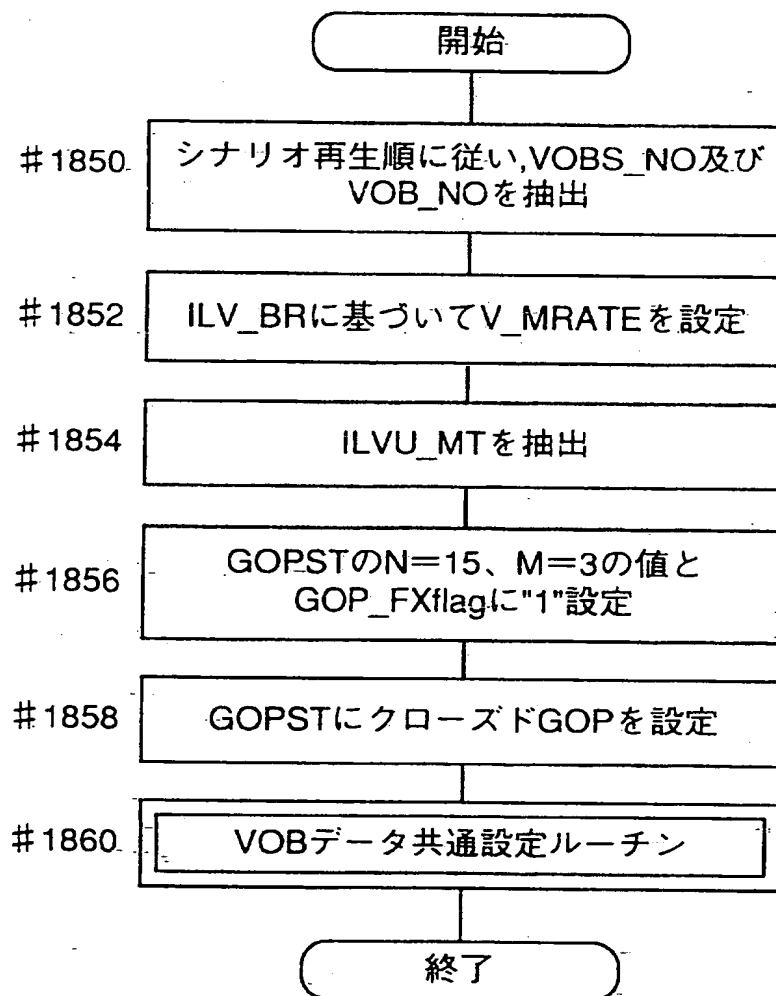 開始
#1850
シナリオ再生順に従い,VOBS_NO及び
VOB_NOを抽出
#1852
ILV_BRに基づいてV_MRATEを設定
#1854
ILVU_MTを抽出
#1856
GOPSTのN=15、M=3の値と
GOP_FXflagに"1"設定
#1858
GOPSTにクローズドGOPを設定
#1860
VOBデータ共通設定ルーチン
終了